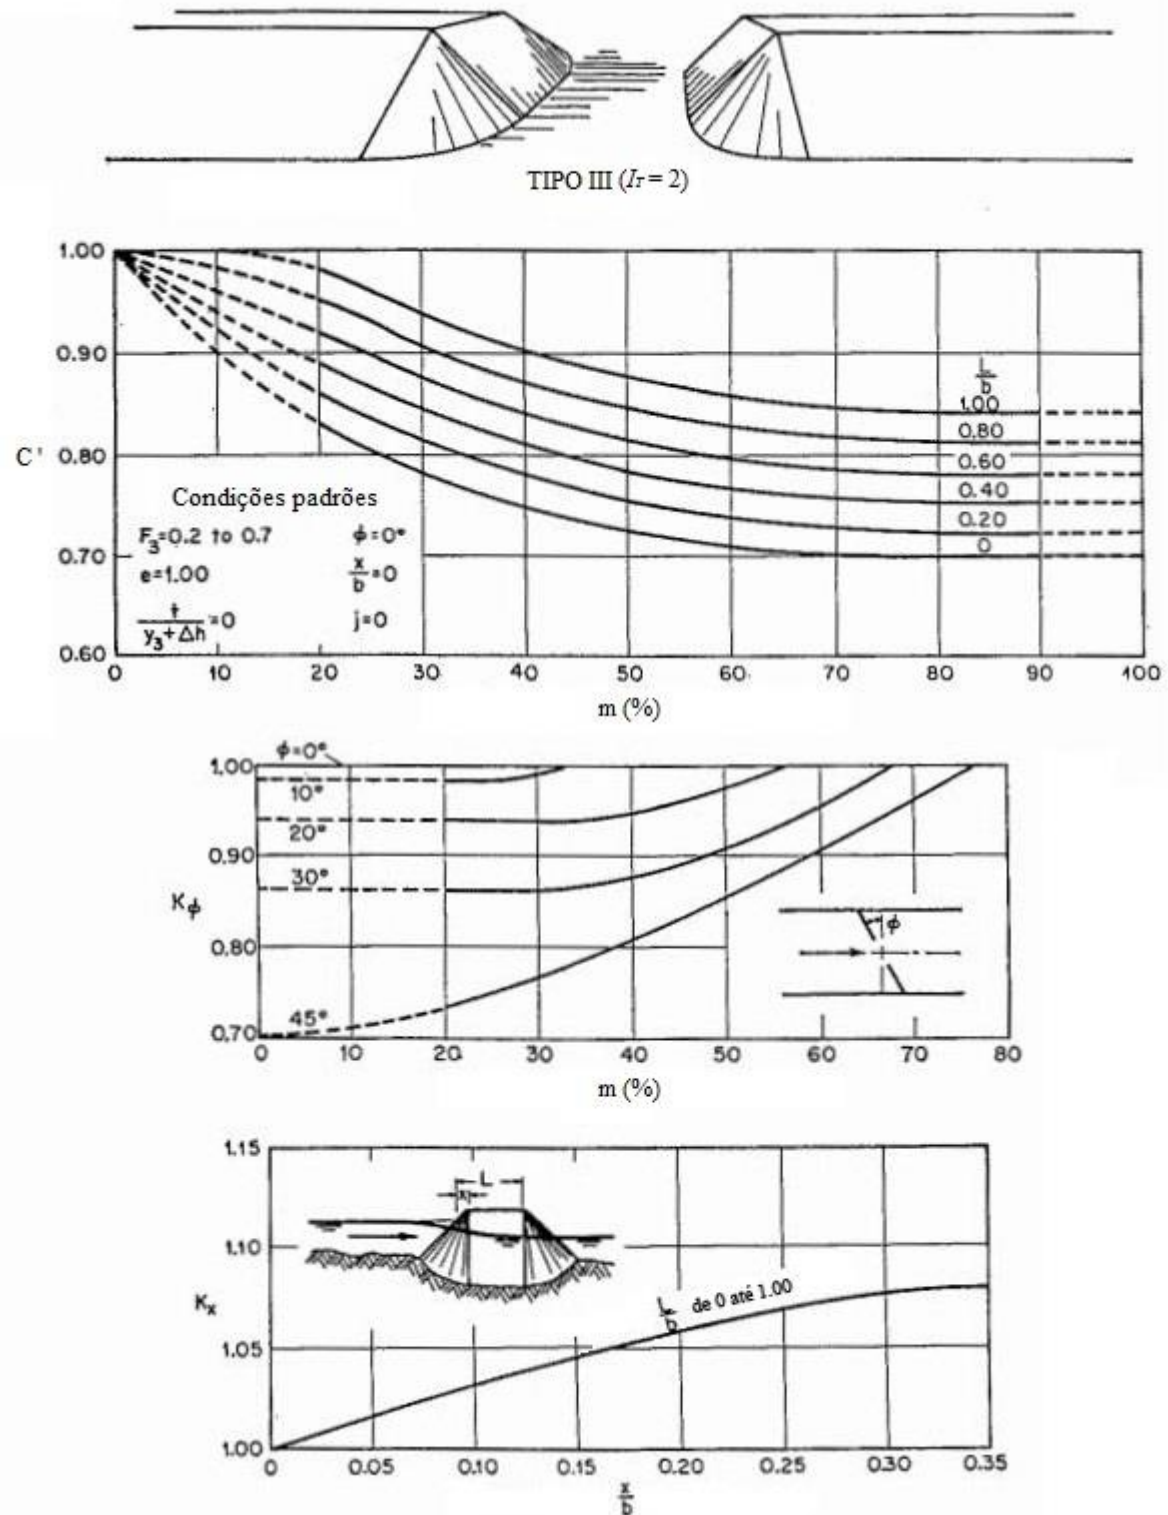 TIPO III (Iᴛ = 2)
1.00
0.90
C' 0.80
0.70
0.60
L/b
1.00
0.80
0.60
0.40
0.20
0
Condições padrões
F₃=0.2 to 0.7 ϕ=0°
e=1.00 x/b=0
t/(y₃+Δh)=0 j=0
0 10 20 30 40 50 60 70 80 90 100
m (%)
ϕ=0°
1.00
10°
20°
0.90
30°
Kϕ
0.80
45°
0.70
ϕ
0 10 20 30 40 50 60 70 80
m (%)
1.15
L
x
1.10
Kx
L/b de 0 até 1.00
1.05
1.00
0 0.05 0.10 0.15 0.20 0.25 0.30 0.35
x/b